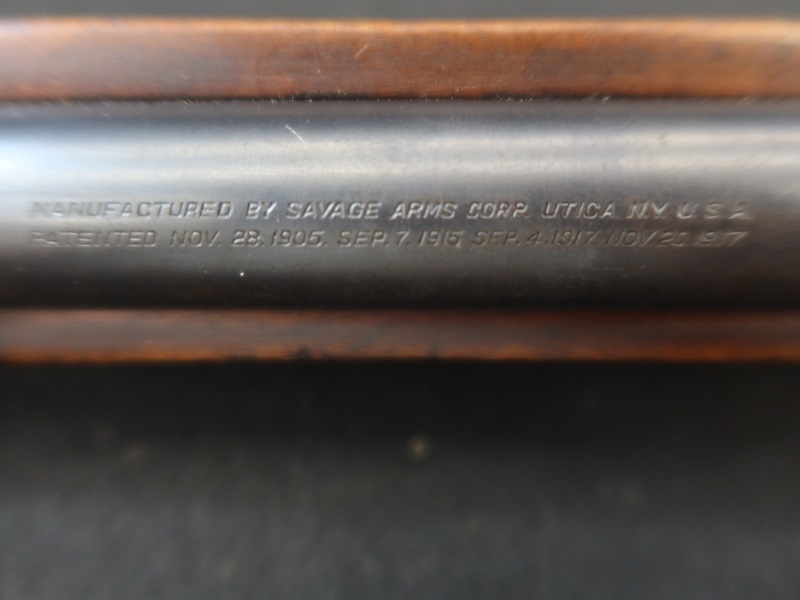 MANUFACTURED BY SAVAGE ARMS CORP. UTICA N.Y. U.S.A.
PATENTED NOV. 28. 1905. SEP. 7. 1915 SEP. 4. 1917. NOV 20 1917